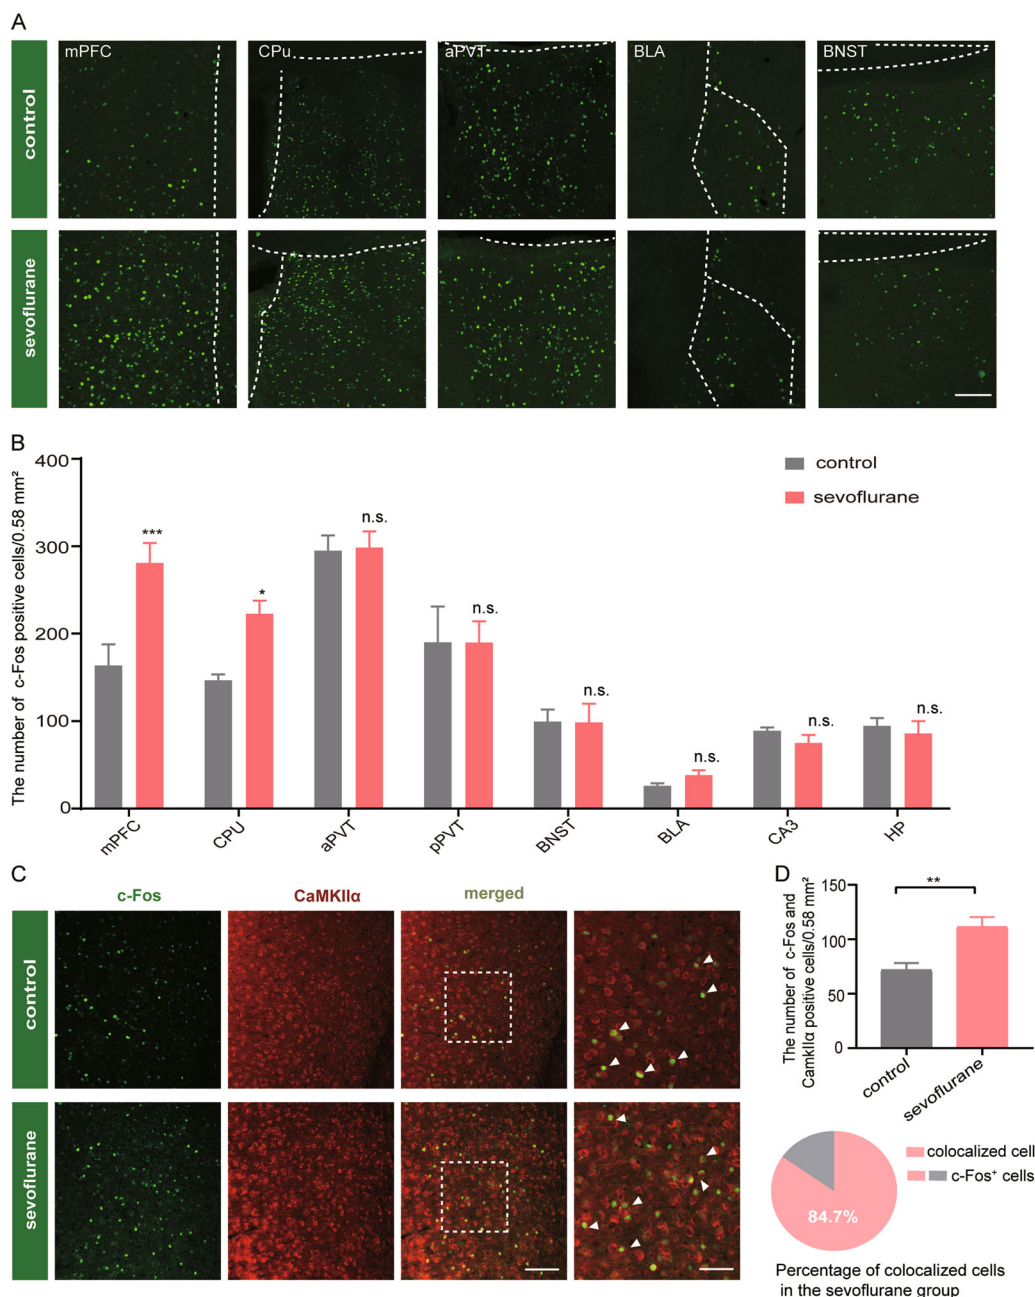 A
mPFC
CPu
aPVT
BLA
BNST
control
sevoflurane
B
The number of c-Fos positive cells/0.58 mm²
400
300
200
100
0
control
sevoflurane
***
*
n.s.
n.s.
n.s.
n.s.
n.s.
n.s.
mPFC
CPU
aPVT
pPVT
BNST
BLA
CA3
HP
C
c-Fos
CaMKIIα
merged
control
sevoflurane
D
The number of c-Fos and
CamkIIα positive cells/0.58 mm²
150
100
50
0
**
control
sevoflurane
colocalized cell
c-Fos⁺ cells
84.7%
Percentage of colocalized cells
in the sevoflurane group